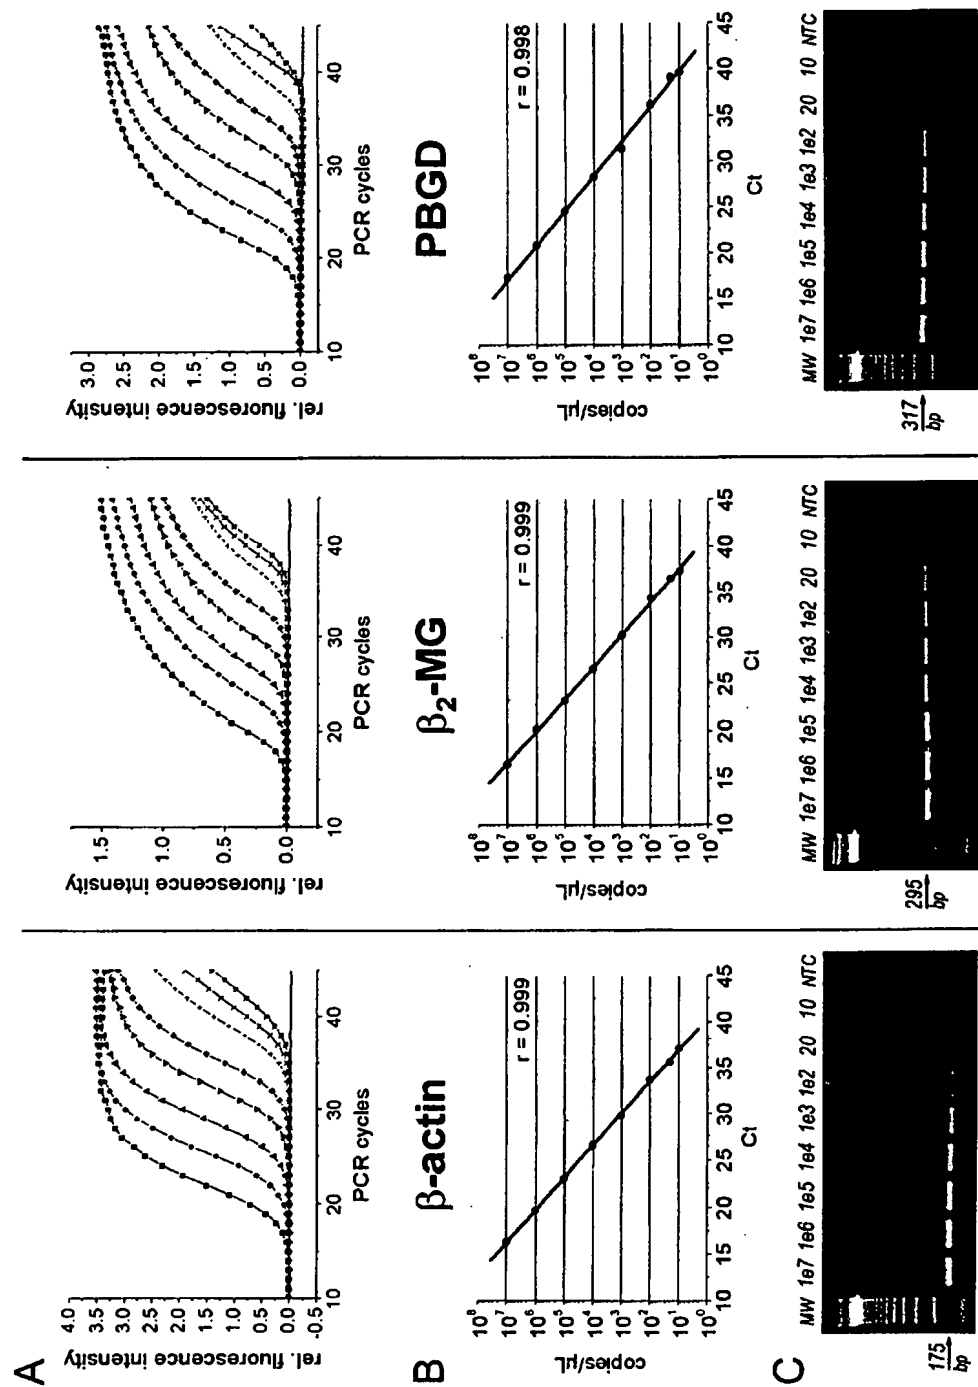 A
4.0
3.5
3.0
2.5
2.0
1.5
1.0
0.5
0.0
-0.5
rel. fluorescence intensity
10 20 30 40
PCR cycles
1.5
1.0
0.5
0.0
rel. fluorescence intensity
10 20 30 40
PCR cycles
3.0
2.5
2.0
1.5
1.0
0.5
0.0
rel. fluorescence intensity
10 20 30 40
PCR cycles
B
β-actin
β₂-MG
PBGD
10⁸
10⁷
10⁶
10⁵
10⁴
10³
10²
10¹
10⁰
copies/µL
r = 0.999
10 15 20 25 30 35 40 45
Ct
10⁸
10⁷
10⁶
10⁵
10⁴
10³
10²
10¹
10⁰
copies/µL
r = 0.999
10 15 20 25 30 35 40 45
Ct
10⁸
10⁷
10⁶
10⁵
10⁴
10³
10²
10¹
10⁰
copies/µL
r = 0.998
10 15 20 25 30 35 40 45
Ct
C
MW 1e7 1e6 1e5 1e4 1e3 1e2 20 10 NTC
175
bp
MW 1e7 1e6 1e5 1e4 1e3 1e2 20 10 NTC
295
bp
MW 1e7 1e6 1e5 1e4 1e3 1e2 20 10 NTC
317
bp